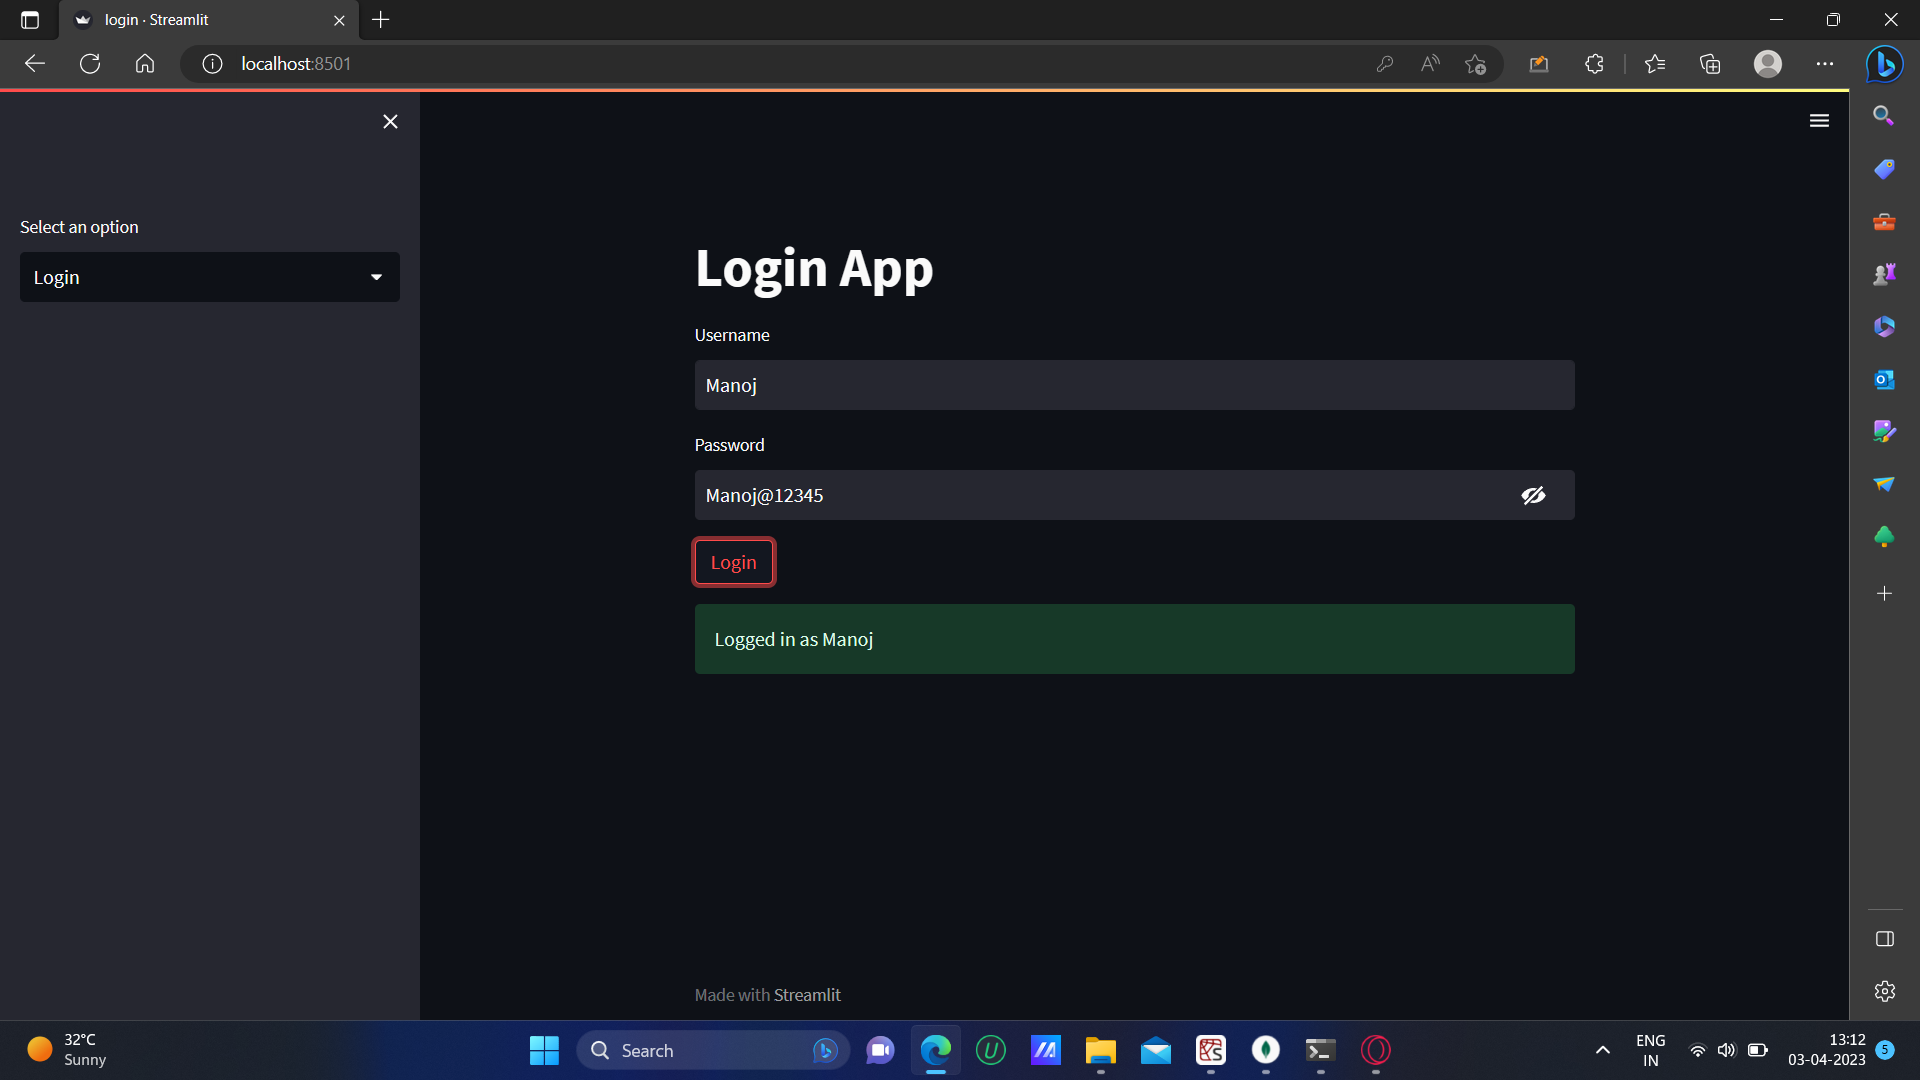 login · Streamlit
localhost:8501
Select an option
Login
Login App
Username
Manoj
Password
Manoj@12345
Login
Logged in as Manoj
Made with Streamlit
32°C
Sunny
Search
ENG
IN
13:12
03-04-2023
5